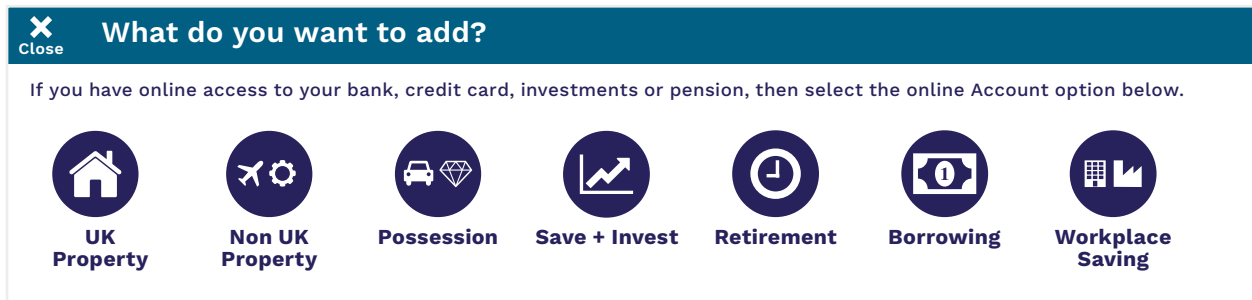 What do you want to add?
Close
If you have online access to your bank, credit card, investments or pension, then select the online Account option below.
1
UK
Property
Non UK
Property
Possession
Save + Invest
Retirement
Borrowing
Workplace
Saving